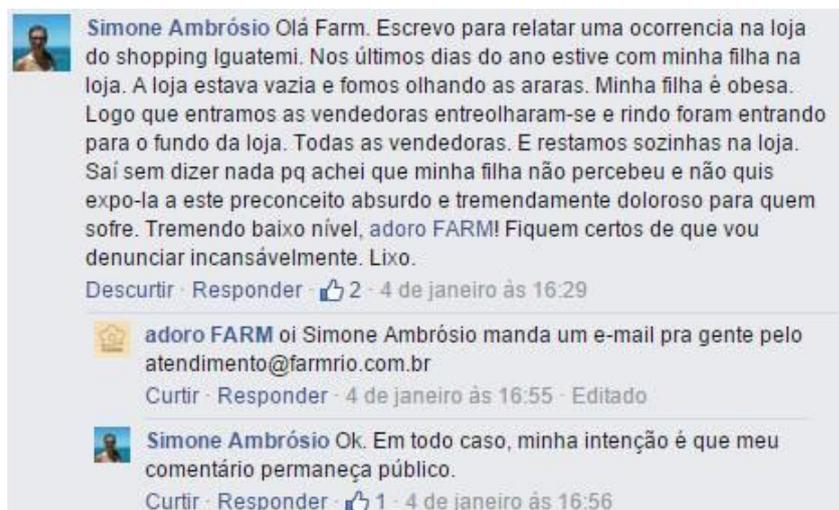 Simone Ambrósio Olá Farm. Escrevo para relatar uma ocorrencia na loja
do shopping Iguatemi. Nos últimos dias do ano estive com minha filha na
loja. A loja estava vazia e fomos olhando as araras. Minha filha é obesa.
Logo que entramos as vendedoras entreolharam-se e rindo foram entrando
para o fundo da loja. Todas as vendedoras. E restamos sozinhas na loja.
Saí sem dizer nada pq achei que minha filha não percebeu e não quis
expo-la a este preconceito absurdo e tremendamente doloroso para quem
sofre. Tremendo baixo nível, adoro FARM! Fiquem certos de que vou
denunciar incansávelmente. Lixo.
Descurtir · Responder · 2 · 4 de janeiro às 16:29
adoro FARM oi Simone Ambrósio manda um e-mail pra gente pelo
atendimento@farmrio.com.br
Curtir · Responder · 4 de janeiro às 16:55 · Editado
Simone Ambrósio Ok. Em todo caso, minha intenção é que meu
comentário permaneça público.
Curtir · Responder · 1 · 4 de janeiro às 16:56